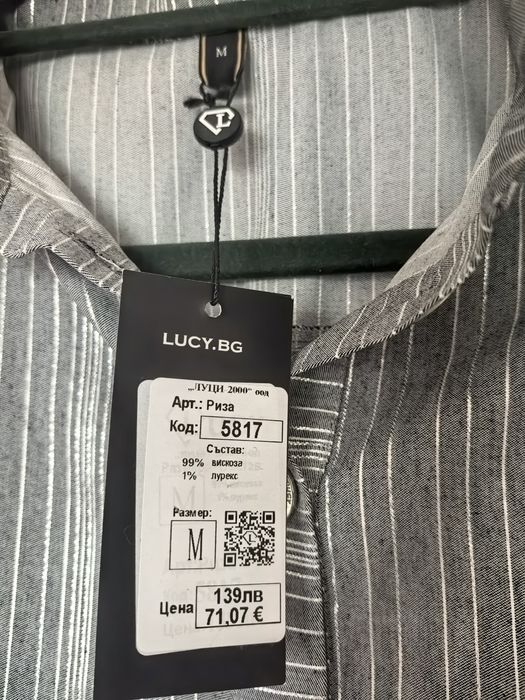 M
L
LUCY.BG
„ЛУЦИ 2000“ оод
Арт.: Риза
Код: 5817
Състав:
99% вискоза
1% лурекс
Размер:
M
Цена 139лв
71,07 €